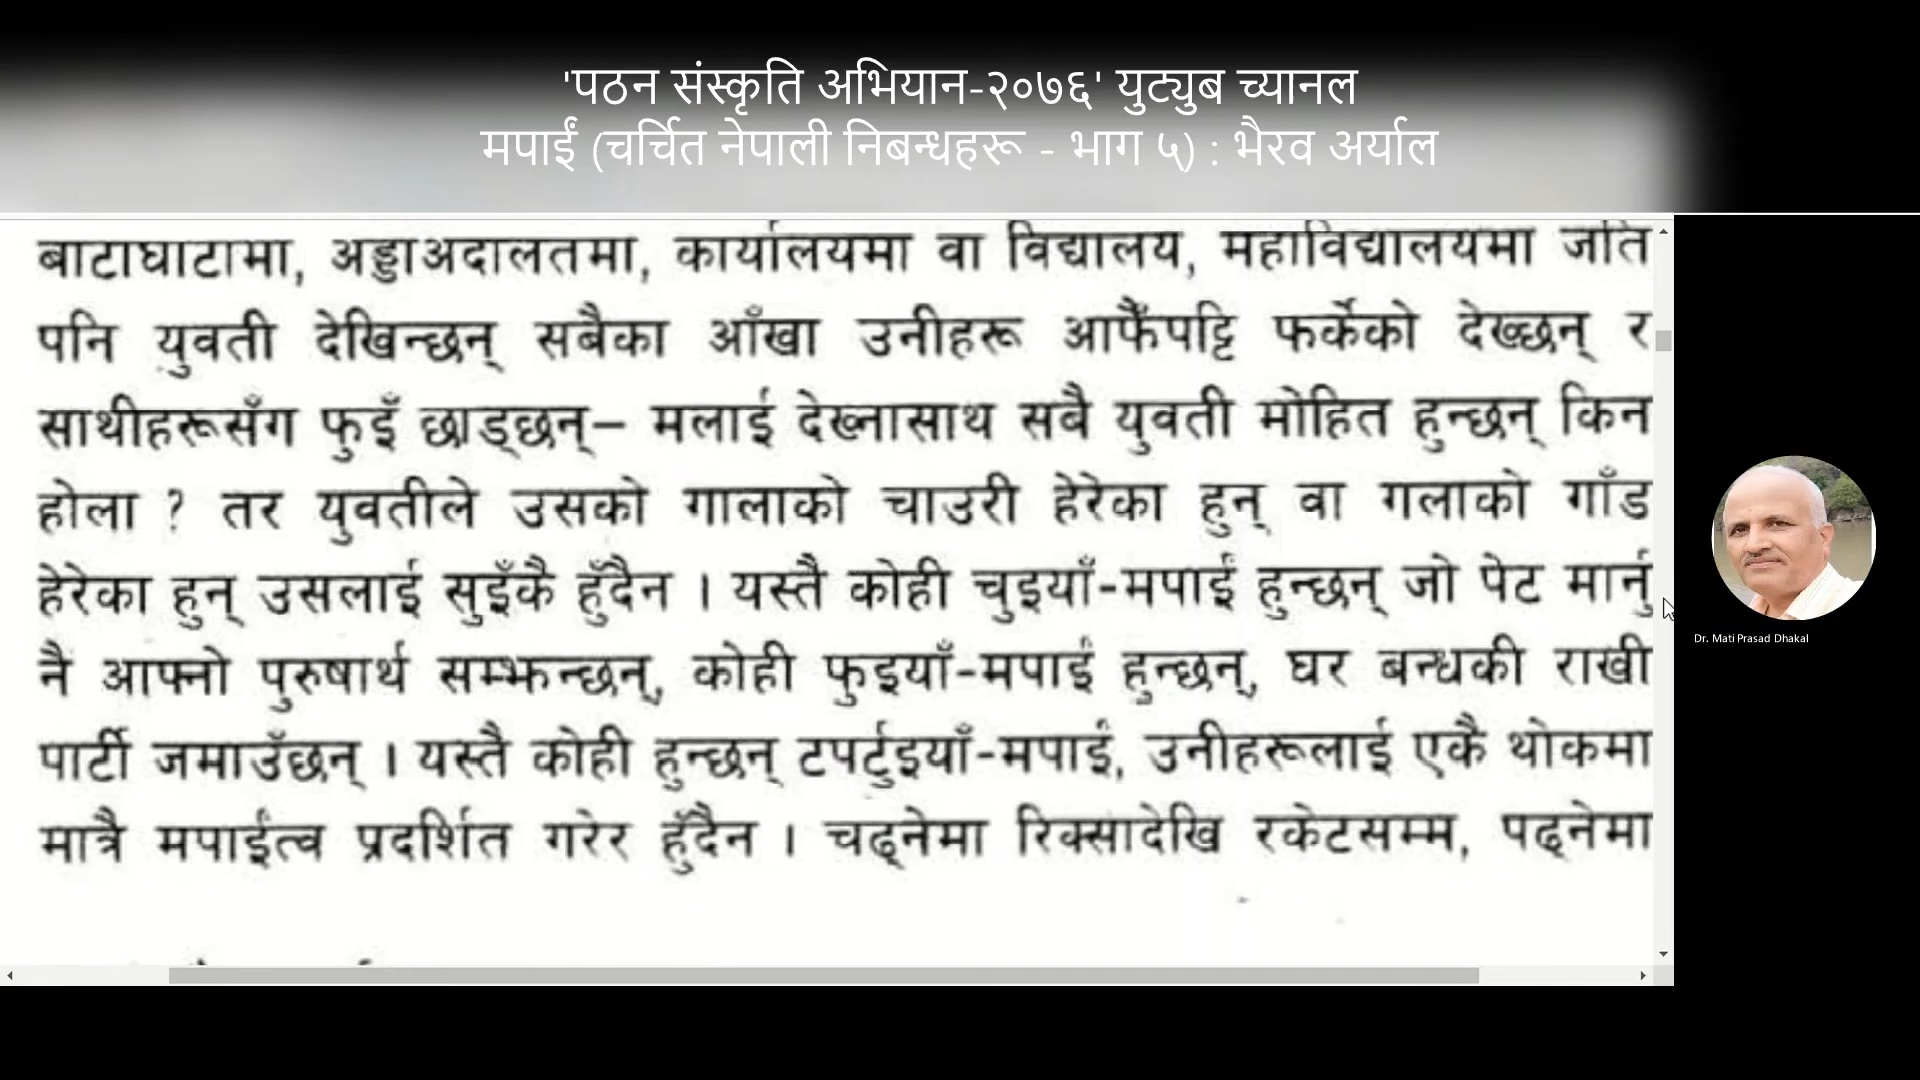 'पठन संस्कृति अभियान-२०७६' युट्युब च्यानल
मपाईं (चर्चित नेपाली निबन्धहरू - भाग ५) : भैरव अर्याल
बाटाघाटामा, अड्डाअदालतमा, कार्यालयमा वा विद्यालय, महाविद्यालयमा जति
पनि युवती देखिन्छन् सबैका आँखा उनीहरू आफैंपट्टि फर्केको देख्छन् र
साथीहरूसँग फुइँ छाड्छन्– मलाई देख्नासाथ सबै युवती मोहित हुन्छन् किन
होला ? तर युवतीले उसको गालाको चाउरी हेरेका हुन् वा गलाको गाँड
हेरेका हुन् उसलाई सुइँकै हुँदैन । यस्तै कोही चुइयाँ-मपाईं हुन्छन् जो पेट मार्नु
नै आफ्नो पुरुषार्थ सम्झन्छन्, कोही फुइयाँ-मपाईं हुन्छन्, घर बन्धकी राखी
पार्टी जमाउँछन् । यस्तै कोही हुन्छन् टपर्टुइयाँ-मपाईं, उनीहरूलाई एकै थोकमा
मात्रै मपाईंत्व प्रदर्शित गरेर हुँदैन । चढ्नेमा रिक्सादेखि रकेटसम्म, पढ्नेमा
Dr. Mati Prasad Dhakal